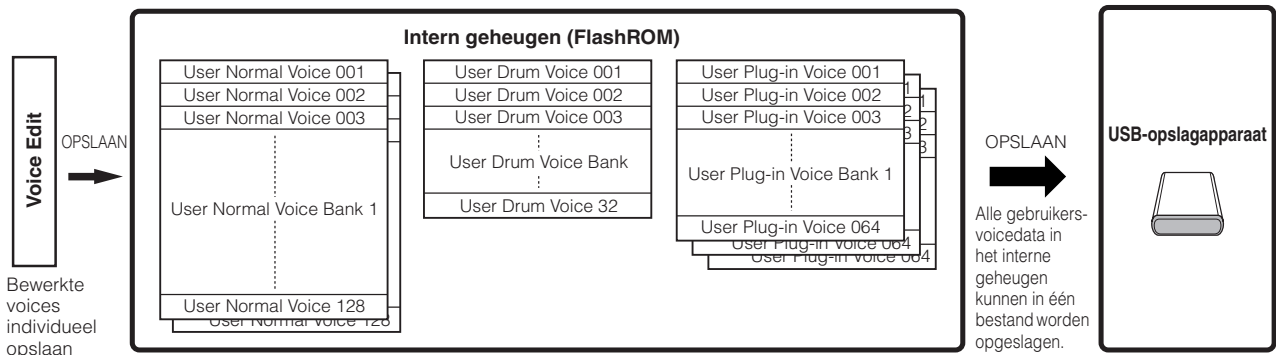 Intern geheugen (FlashROM)
Voice Edit
OPSLAAN
Bewerkte
voices
individueel
opslaan
User Normal Voice 001
User Normal Voice 002
User Normal Voice 003
User Normal Voice Bank 1
User Normal Voice 128
User Normal Voice 128
User Drum Voice 001
User Drum Voice 002
User Drum Voice 003
User Drum Voice Bank
User Drum Voice 32
User Plug-in Voice 001
User Plug-in Voice 002
User Plug-in Voice 003
User Plug-in Voice Bank 1
User Plug-in Voice 064
User Plug-in Voice 064
User Plug-in Voice 064
1
2
3
1
2
3
OPSLAAN
Alle gebruikers-
voicedata in
het interne
geheugen
kunnen in één
bestand worden
opgeslagen.
USB-opslagapparaat